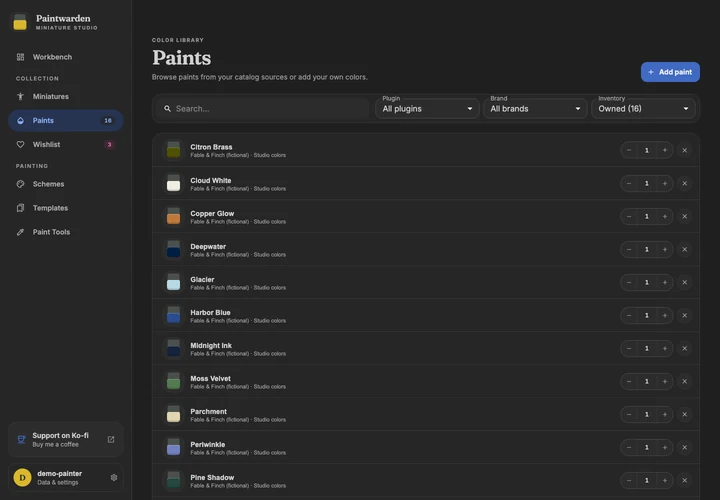 Paintwarden
MINIATURE STUDIO
Workbench
COLLECTION
Miniatures
Paints 16
Wishlist 3
PAINTING
Schemes
Templates
Paint Tools
Support on Ko-fi
Buy me a coffee
D
demo-painter
Data & settings
COLOR LIBRARY
Paints
Browse paints from your catalog sources or add your own colors.
+ Add paint
Search...
Plugin
All plugins
Brand
All brands
Inventory
Owned (16)
Citron Brass
Fable & Finch (fictional) · Studio colors
− 1 + ×
Cloud White
Fable & Finch (fictional) · Studio colors
− 1 + ×
Copper Glow
Fable & Finch (fictional) · Studio colors
− 1 + ×
Deepwater
Fable & Finch (fictional) · Studio colors
− 1 + ×
Glacier
Fable & Finch (fictional) · Studio colors
− 1 + ×
Harbor Blue
Fable & Finch (fictional) · Studio colors
− 1 + ×
Midnight Ink
Fable & Finch (fictional) · Studio colors
− 1 + ×
Moss Velvet
Fable & Finch (fictional) · Studio colors
− 1 + ×
Parchment
Fable & Finch (fictional) · Studio colors
− 1 + ×
Periwinkle
Fable & Finch (fictional) · Studio colors
− 1 + ×
Pine Shadow
Fable & Finch (fictional) · Studio colors
− 1 + ×